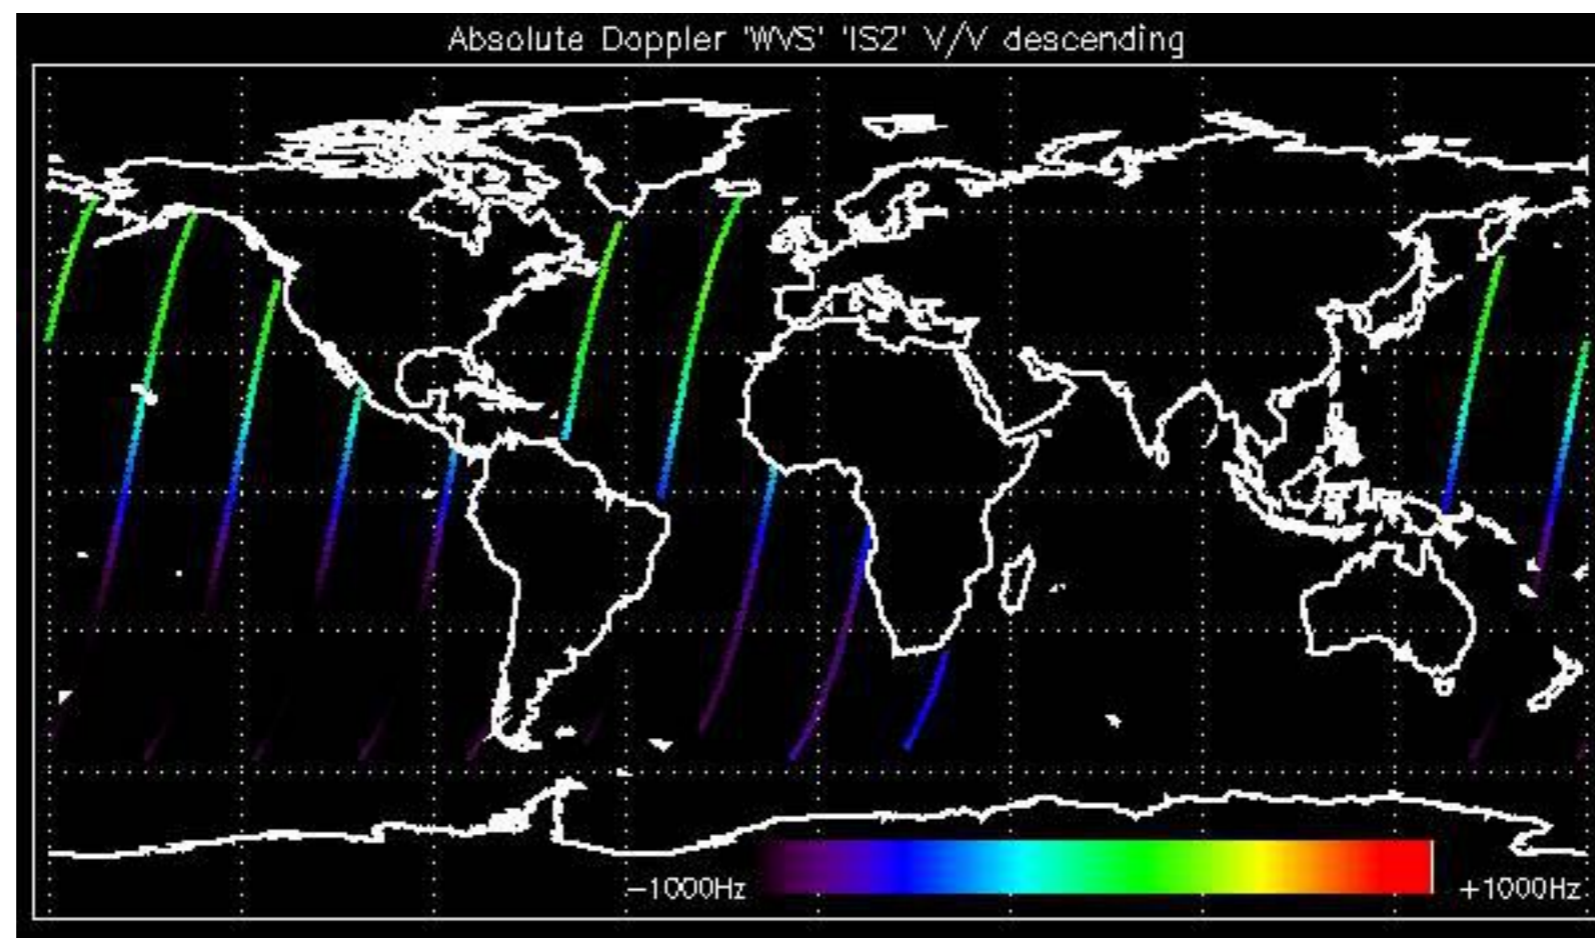 Absolute Doppler 'WVS' 'IS2' V/V descending
-1000Hz
+1000Hz